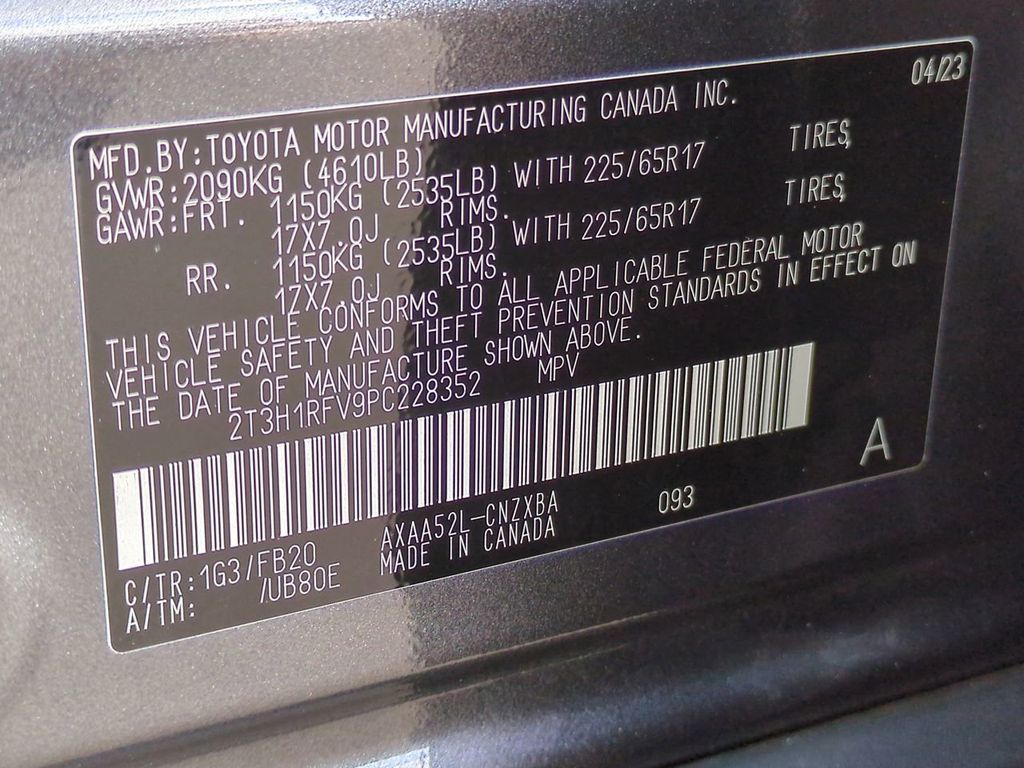 04/23
MFD.BY:TOYOTA MOTOR MANUFACTURING CANADA INC.
GVWR:2090KG (4610LB)
GAWR:FRT. 1150KG (2535LB) WITH 225/65R17 TIRES,
17X7.0J RIMS.
RR. 1150KG (2535LB) WITH 225/65R17 TIRES,
17X7.0J RIMS.
THIS VEHICLE CONFORMS TO ALL APPLICABLE FEDERAL MOTOR
VEHICLE SAFETY AND THEFT PREVENTION STANDARDS IN EFFECT ON
THE DATE OF MANUFACTURE SHOWN ABOVE.
2T3H1RFV9PC228352 MPV
A
C/TR:1G3/FB20 AXAA52L-CNZXBA 093
A/TM: /UB80E MADE IN CANADA